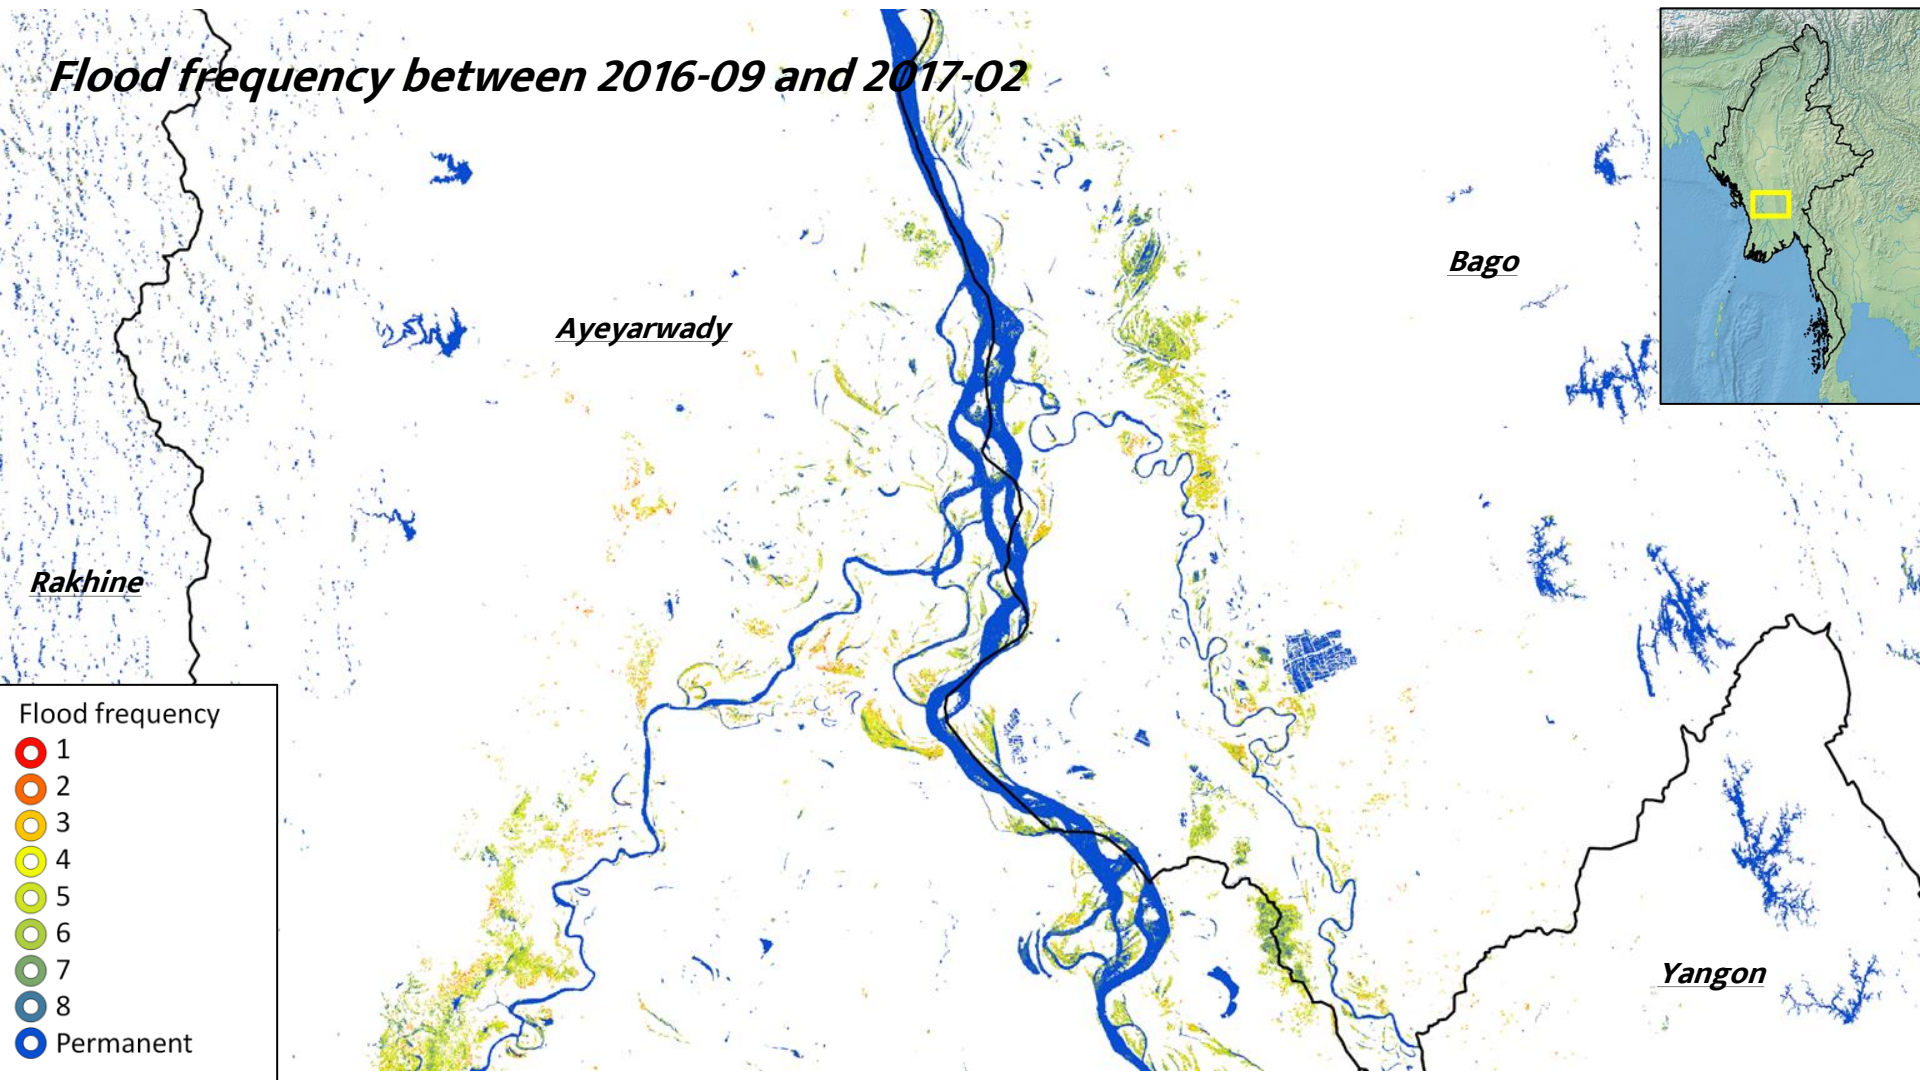 Flood frequency between 2016-09 and 2017-02
Bago
Ayeyarwady
Rakhine
Yangon
Flood frequency
1
2
3
4
5
6
7
8
Permanent